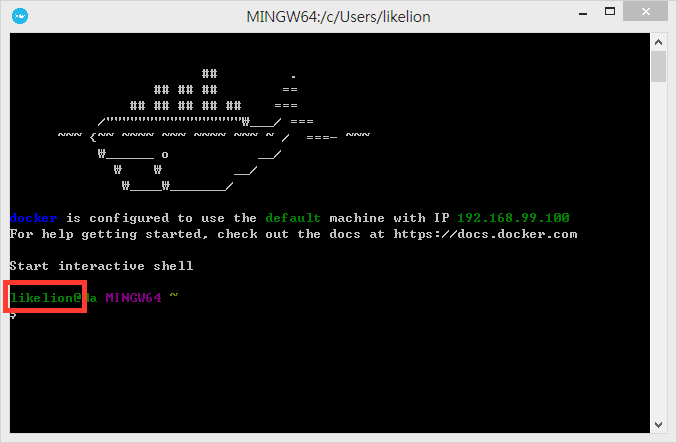 MINGW64:/c/Users/likelion
                        ##         .
                  ## ## ##        ==
               ## ## ## ## ##    ===
           /"""""""""""""""""₩___/ ===
      ~~~ {~~ ~~~~ ~~~ ~~~~ ~~~ ~ /  ===- ~~~
           ₩______ o           __/
             ₩    ₩         __/
              ₩____₩_______/
docker is configured to use the default machine with IP 192.168.99.100
For help getting started, check out the docs at https://docs.docker.com
Start interactive shell
likelion@ MINGW64 ~
$